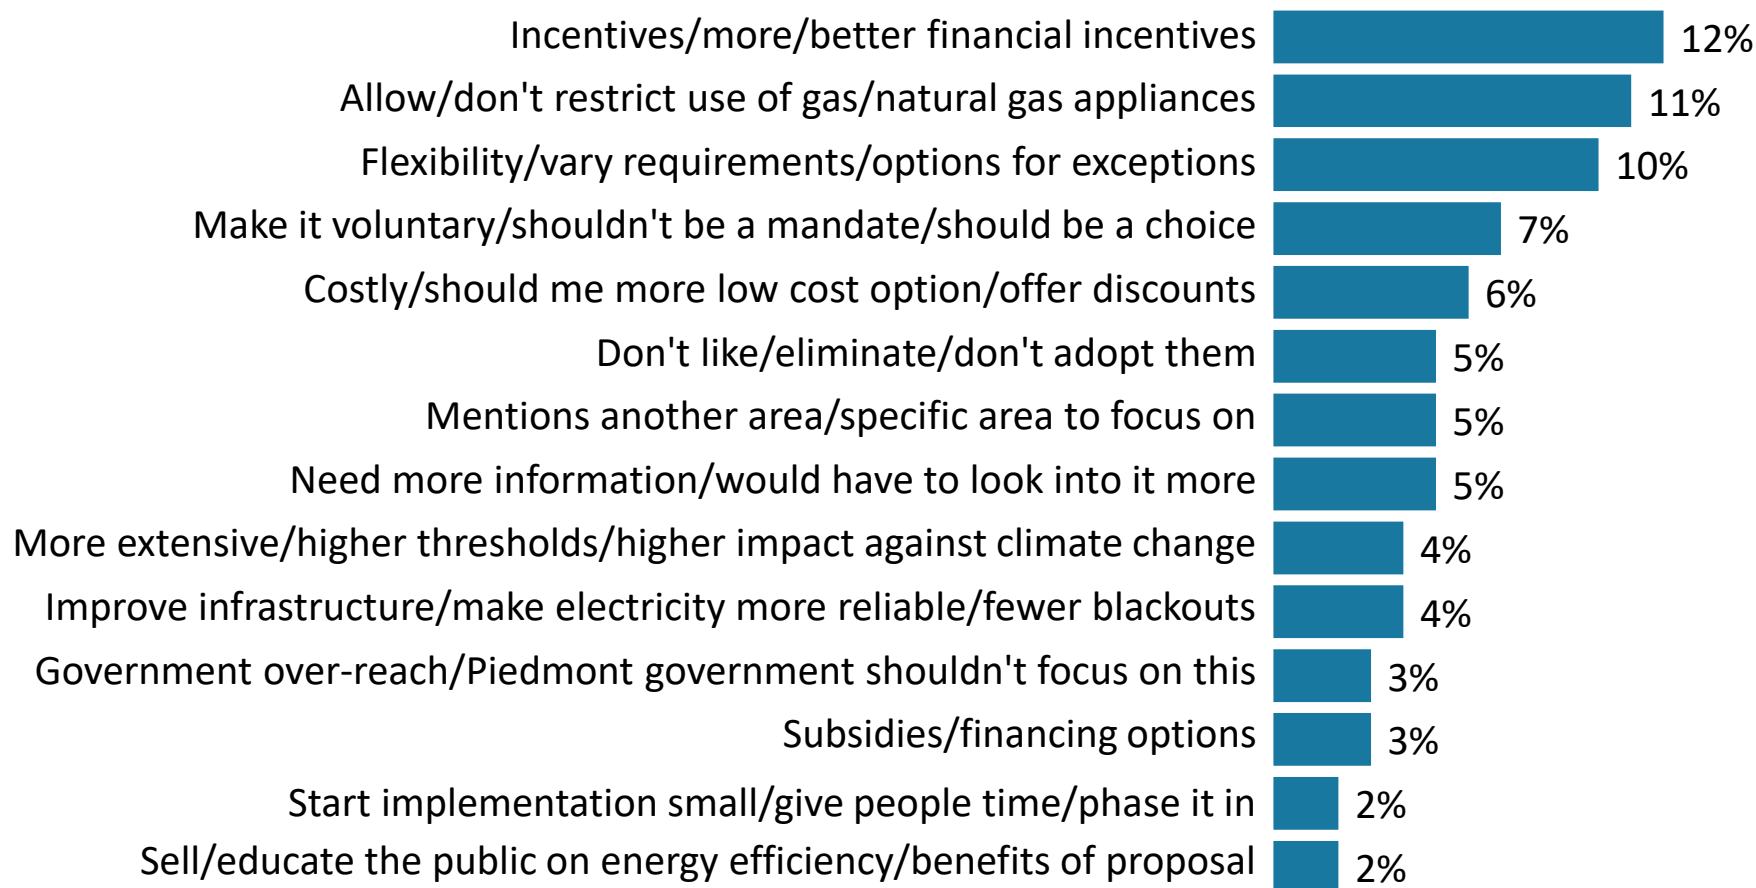 Incentives/more/better financial incentives 12%
Allow/don't restrict use of gas/natural gas appliances 11%
Flexibility/vary requirements/options for exceptions 10%
Make it voluntary/shouldn't be a mandate/should be a choice 7%
Costly/should me more low cost option/offer discounts 6%
Don't like/eliminate/don't adopt them 5%
Mentions another area/specific area to focus on 5%
Need more information/would have to look into it more 5%
More extensive/higher thresholds/higher impact against climate change 4%
Improve infrastructure/make electricity more reliable/fewer blackouts 4%
Government over-reach/Piedmont government shouldn't focus on this 3%
Subsidies/financing options 3%
Start implementation small/give people time/phase it in 2%
Sell/educate the public on energy efficiency/benefits of proposal 2%